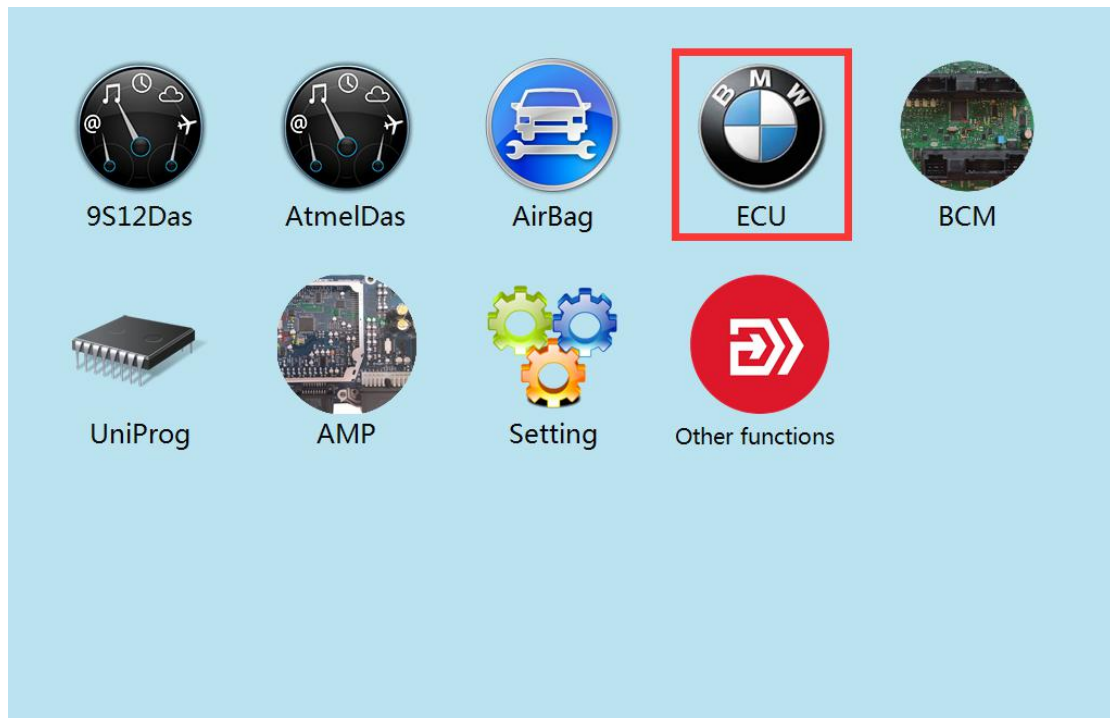 BMW
9S12Das
AtmelDas
AirBag
ECU
BCM
@
@
UniProg
AMP
Setting
Other functions